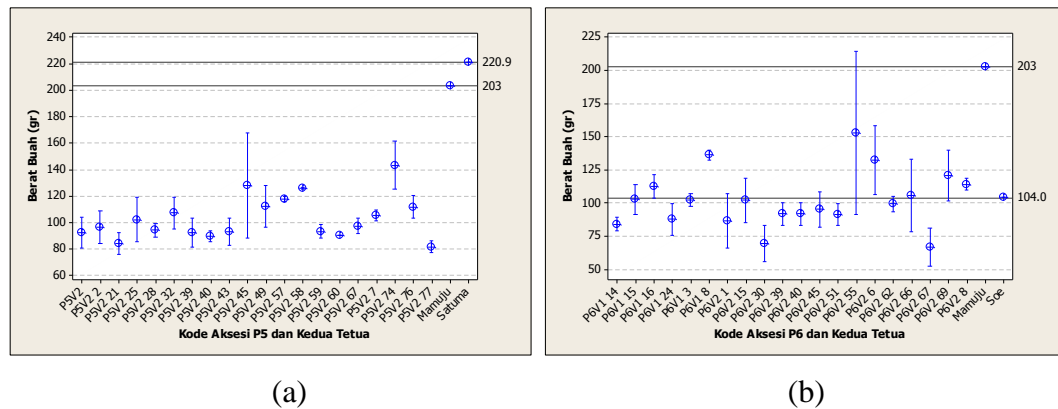 Berat Buah (gr)
240
220
200
180
160
140
120
100
80
60
220.9
203
P5V2
P5V2 2
P5V2 21
P5V2 25
P5V2 28
P5V2 32
P5V2 39
P5V2 40
P5V2 43
P5V2 45
P5V2 49
P5V2 57
P5V2 58
P5V2 59
P5V2 60
P5V2 67
P5V2 7
P5V2 74
P5V2 76
P5V2 77
Mamuju
Satuma
Kode Aksesi P5 dan Kedua Tetua
(a)
Berat Buah (gr)
225
200
175
150
125
100
75
50
203
104.0
P6V1 14
P6V1 15
P6V1 16
P6V1 24
P6V1 3
P6V1 8
P6V2 1
P6V2 15
P6V2 30
P6V2 39
P6V2 40
P6V2 45
P6V2 51
P6V2 55
P6V2 6
P6V2 62
P6V2 66
P6V2 67
P6V2 69
P6V2 8
Mamuju
Soe
Kode Aksesi P6 dan Kedua Tetua
(b)